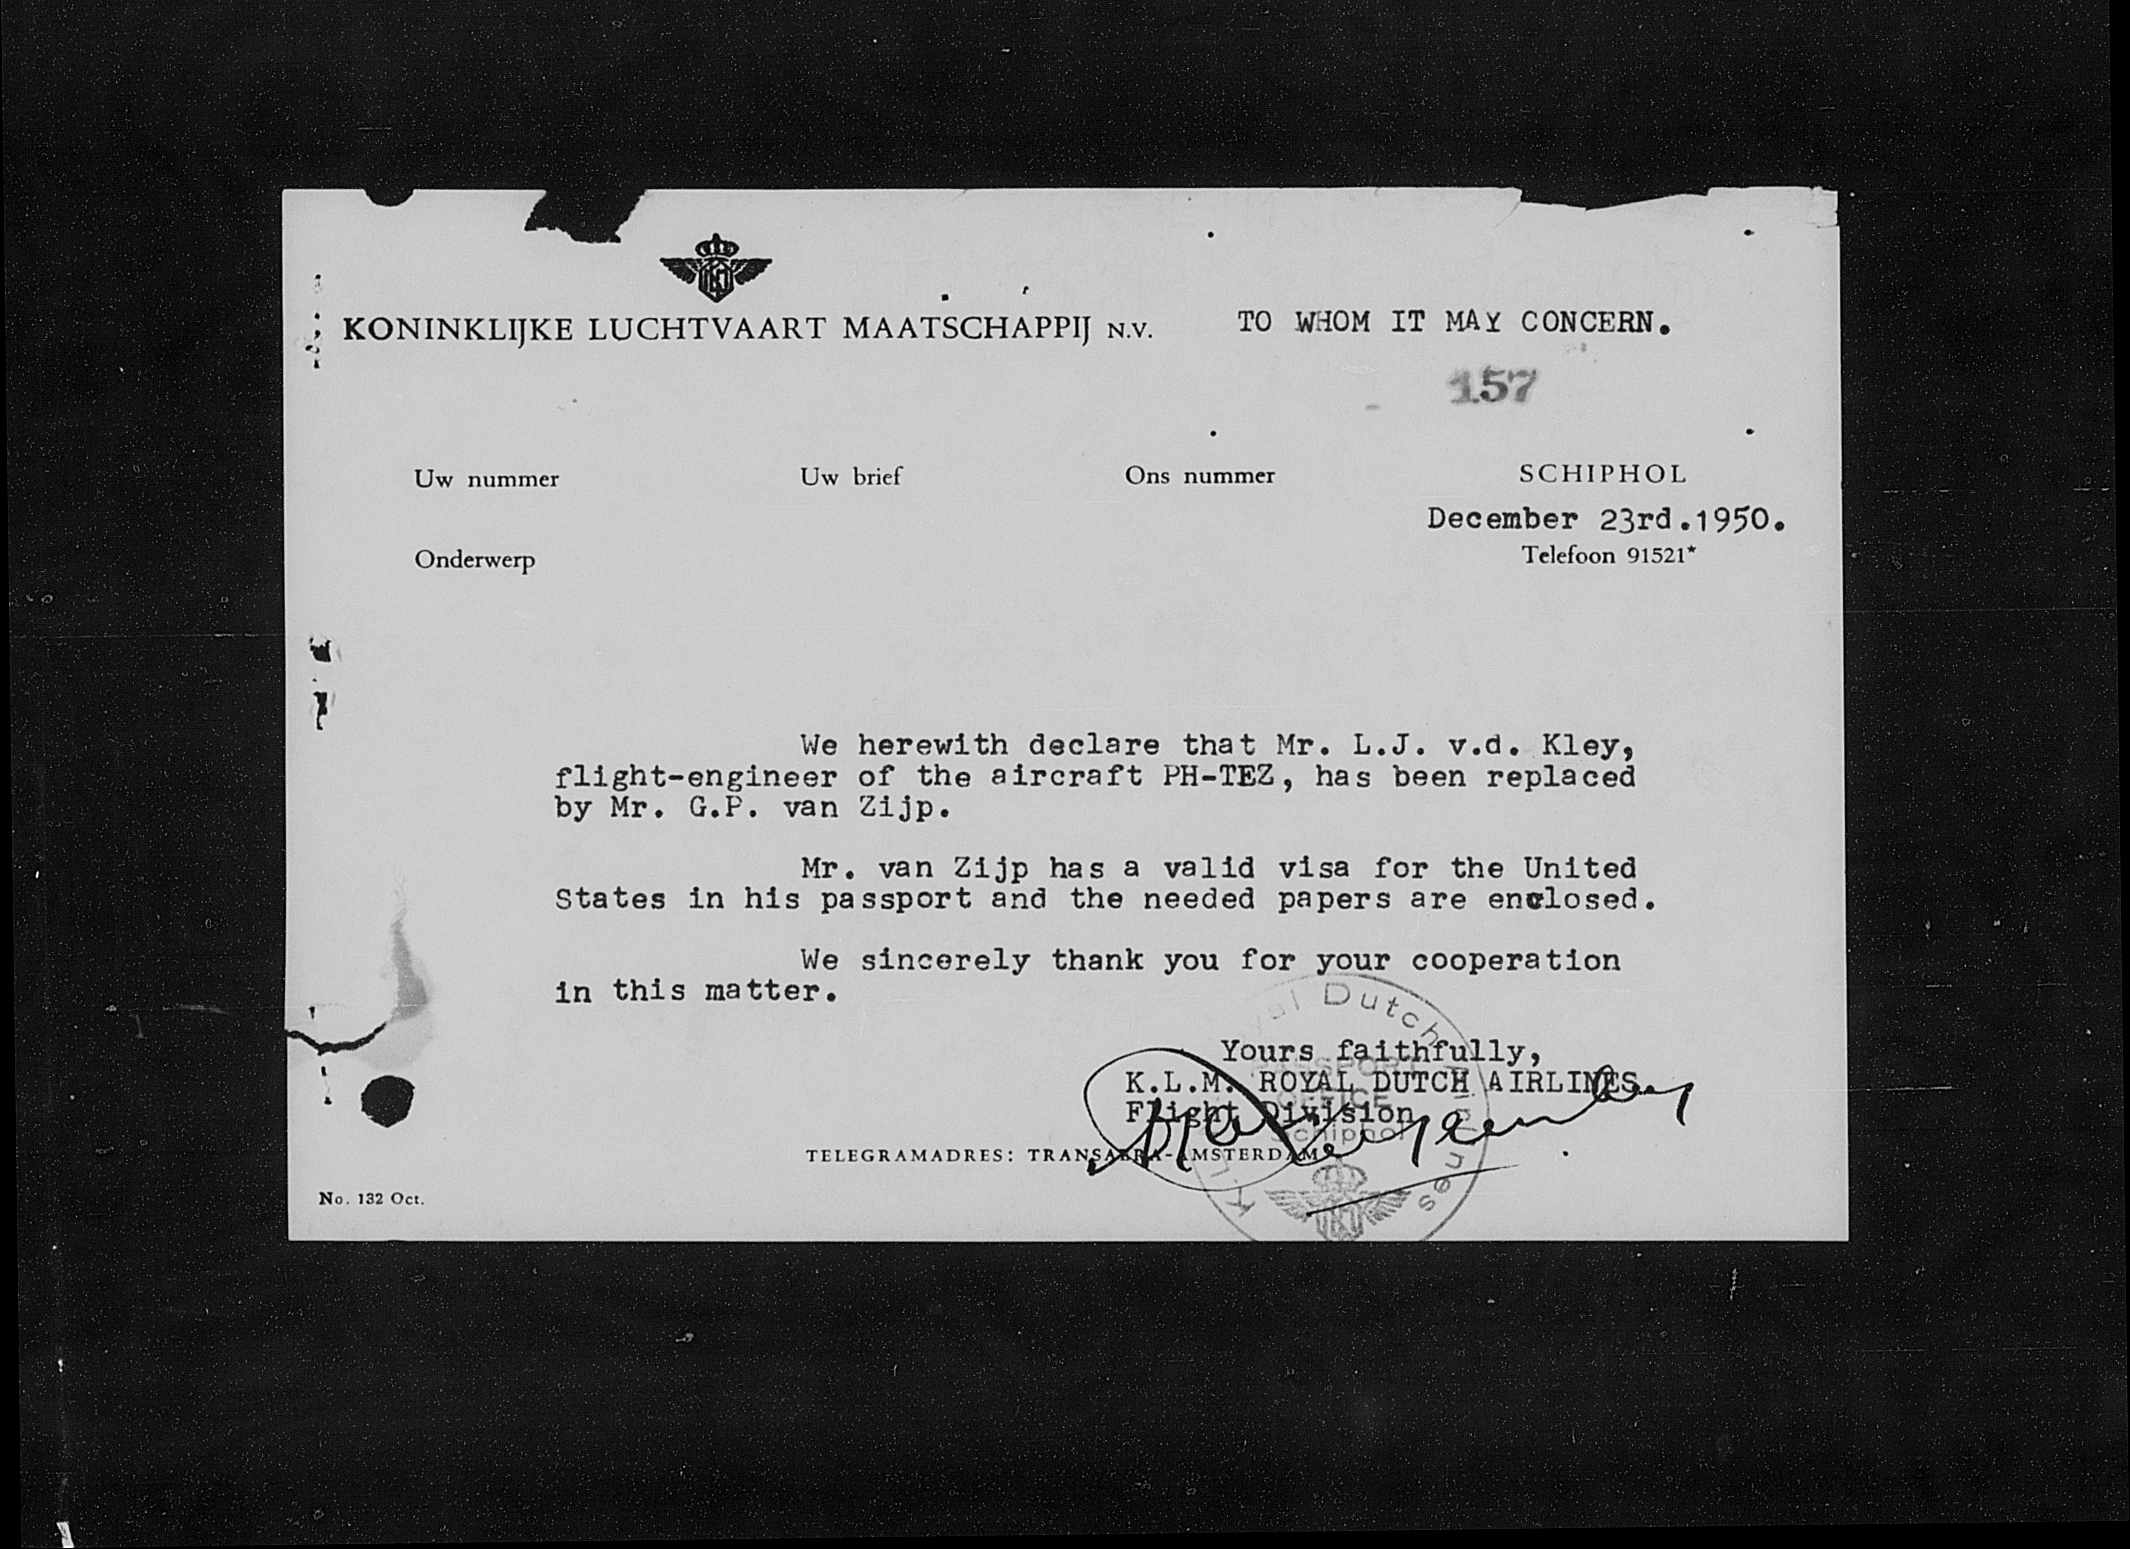 KONINKLIJKE LUCHTVAART MAATSCHAPPIJ N.V.
TO WHOM IT MAY CONCERN.
157
Uw nummer
Uw brief
Ons nummer
SCHIPHOL
December 23rd.1950.
Onderwerp
Telefoon 91521*
We herewith declare that Mr. L.J. v.d. Kley,
flight-engineer of the aircraft PH-TEZ, has been replaced
by Mr. G.P. van Zijp.
Mr. van Zijp has a valid visa for the United
States in his passport and the needed papers are enclosed.
We sincerely thank you for your cooperation
in this matter.
Yours faithfully,
K.L.M. ROYAL DUTCH AIRLINES
Flight Division
Dutch
PASSPORT
OFFICE
Schiphol
TELEGRAMADRES: TRANSAERA-AMSTERDAM
No. 132 Oct.